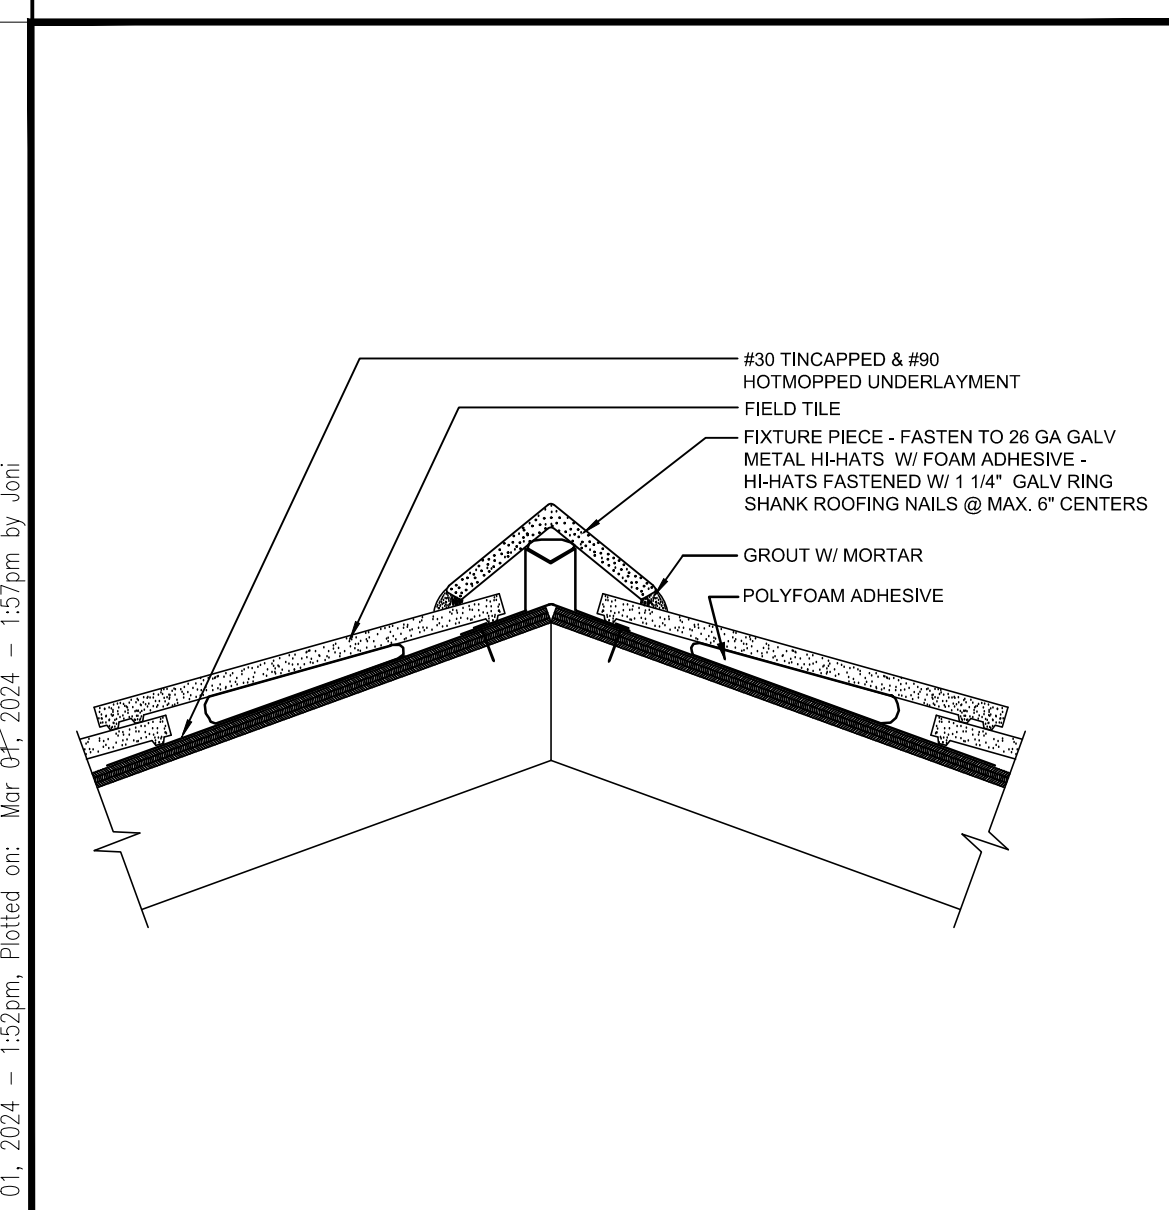 #30 TINCAPPED & #90
HOTMOPPED UNDERLAYMENT
FIELD TILE
FIXTURE PIECE - FASTEN TO 26 GA GALV
METAL HI-HATS W/ FOAM ADHESIVE -
HI-HATS FASTENED W/ 1 1/4" GALV RING
SHANK ROOFING NAILS @ MAX. 6" CENTERS
GROUT W/ MORTAR
POLYFOAM ADHESIVE
01, 2024 - 1:52pm, Plotted on: Mar 01, 2024 - 1:57pm by Joni